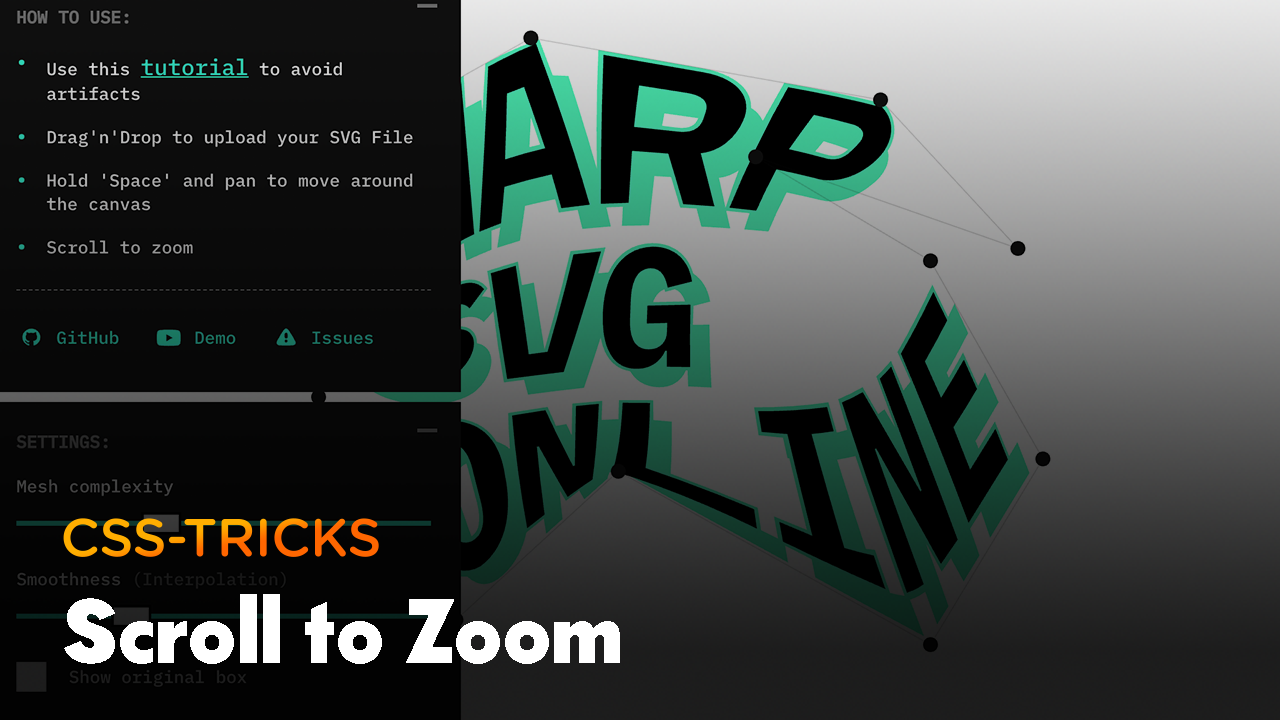 HOW TO USE:
Use this tutorial to avoid
artifacts
Drag'n'Drop to upload your SVG File
Hold 'Space' and pan to move around
the canvas
Scroll to zoom
GitHub Demo Issues
SETTINGS:
Mesh complexity
Smoothness (Interpolation)
Show original box
ARP
SVG
ONLINE
CSS-TRICKS
Scroll to Zoom